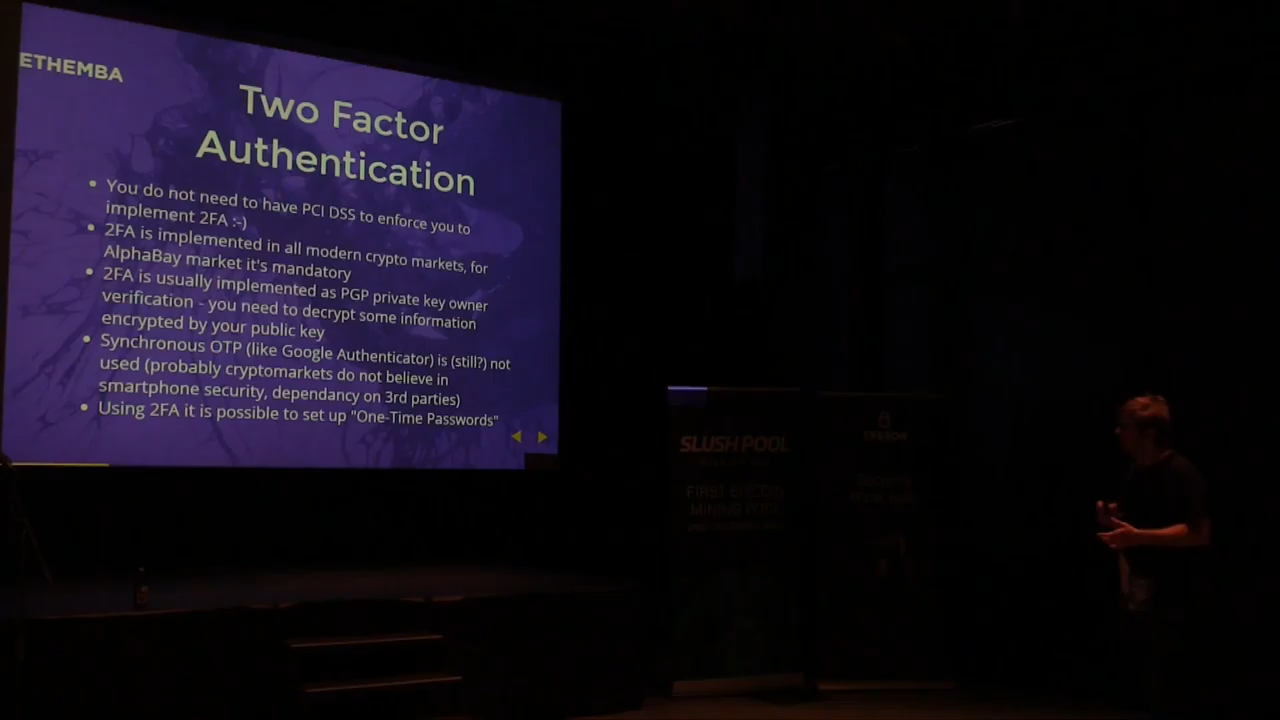 ETHEMBA
Two Factor
Authentication
• You do not need to have PCI DSS to enforce you to
implement 2FA :-)
• 2FA is implemented in all modern crypto markets, for
AlphaBay market it's mandatory
• 2FA is usually implemented as PGP private key owner
verification - you need to decrypt some information
encrypted by your public key
• Synchronous OTP (like Google Authenticator) is (still?) not
used (probably cryptomarkets do not believe in
smartphone security, dependancy on 3rd parties)
• Using 2FA it is possible to set up "One-Time Passwords"
SLUSH POOL
FIRST BITCOIN
MINING POOL